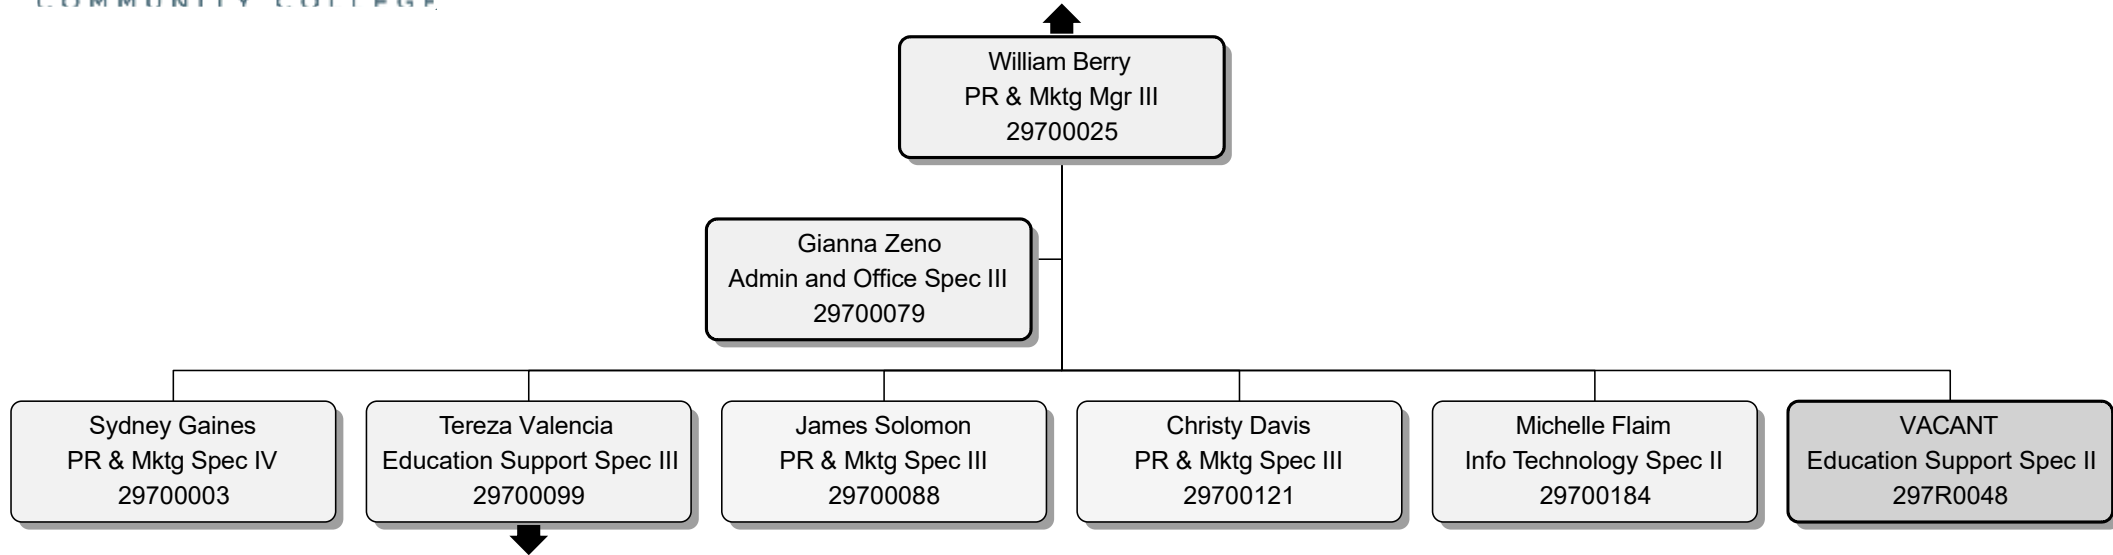 COMMUNITY COLLEGE
William Berry
PR & Mktg Mgr III
29700025
Gianna Zeno
Admin and Office Spec III
29700079
Sydney Gaines
PR & Mktg Spec IV
29700003
Tereza Valencia
Education Support Spec III
29700099
James Solomon
PR & Mktg Spec III
29700088
Christy Davis
PR & Mktg Spec III
29700121
Michelle Flaim
Info Technology Spec II
29700184
VACANT
Education Support Spec II
297R0048